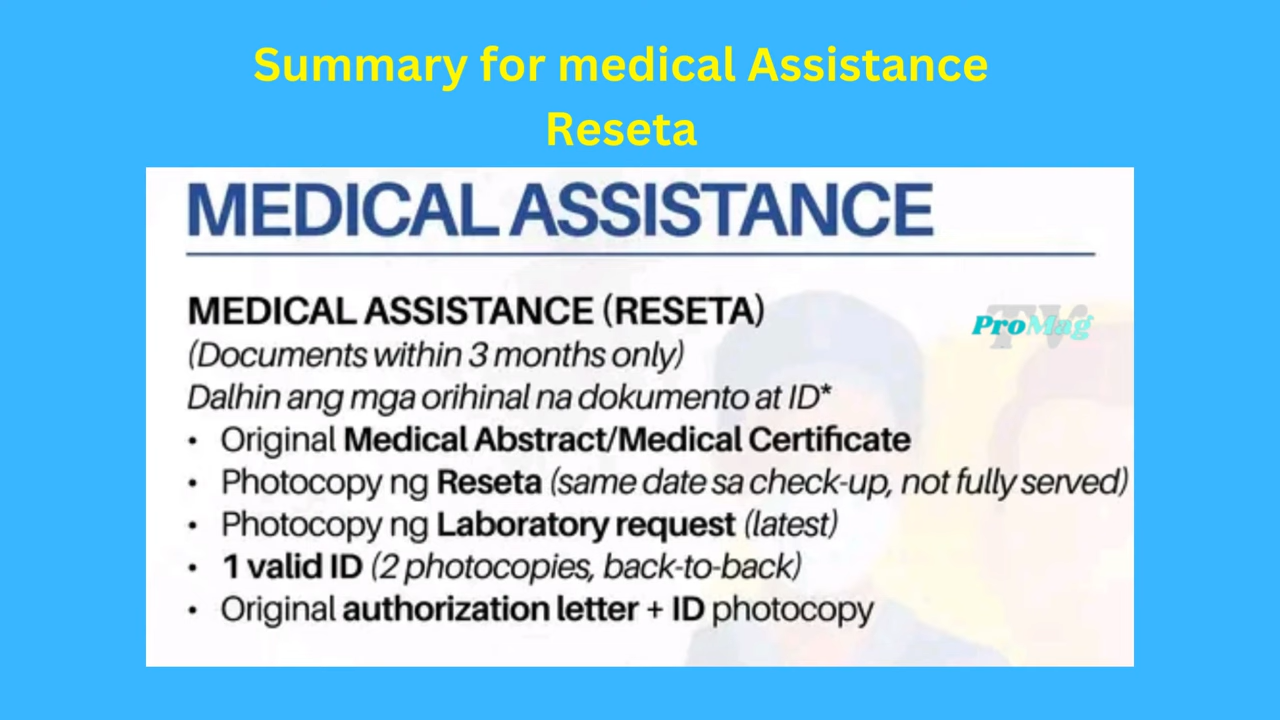 Summary for medical Assistance
Reseta
MEDICAL ASSISTANCE
MEDICAL ASSISTANCE (RESETA)
TV
ProMag
(Documents within 3 months only)
Dalhin ang mga orihinal na dokumento at ID*
• Original Medical Abstract/Medical Certificate
• Photocopy ng Reseta (same date sa check-up, not fully served)
• Photocopy ng Laboratory request (latest)
• 1 valid ID (2 photocopies, back-to-back)
• Original authorization letter + ID photocopy